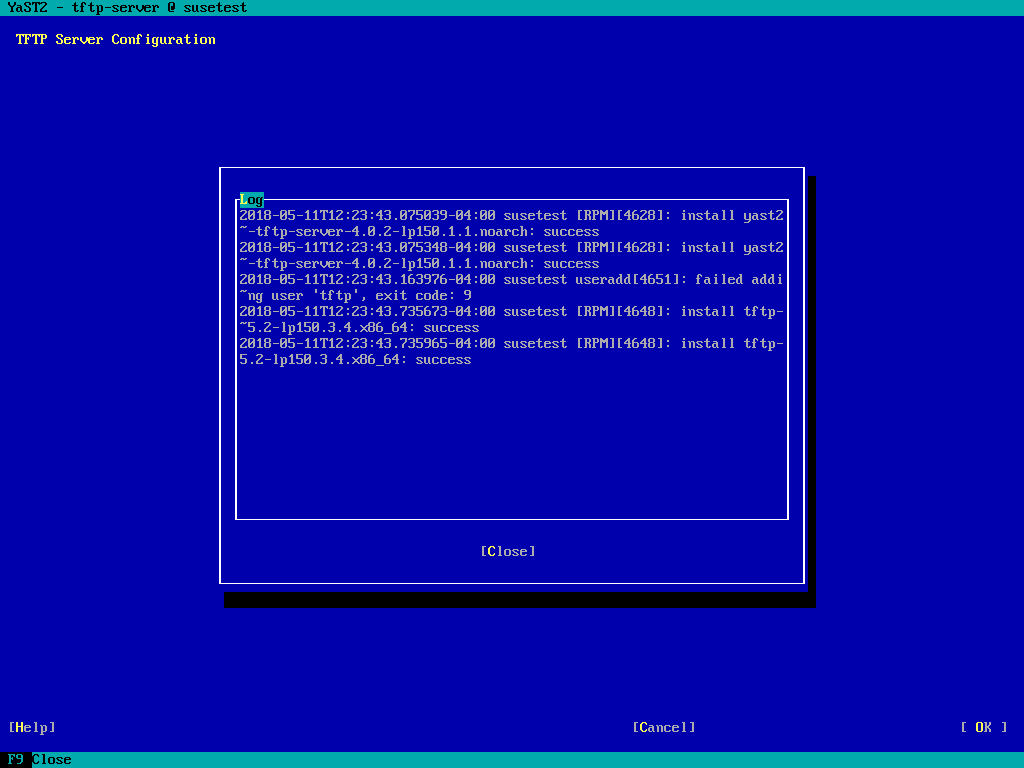 YaST2 - tftp-server @ susetest
TFTP Server Configuration
Log
2018-05-11T12:23:43.075039-04:00 susetest [RPM][4628]: install yast2
~-tftp-server-4.0.2-lp150.1.1.noarch: success
2018-05-11T12:23:43.075348-04:00 susetest [RPM][4628]: install yast2
~-tftp-server-4.0.2-lp150.1.1.noarch: success
2018-05-11T12:23:43.163976-04:00 susetest useradd[4651]: failed addi
~ng user 'tftp', exit code: 9
2018-05-11T12:23:43.735673-04:00 susetest [RPM][4648]: install tftp-
~5.2-lp150.3.4.x86_64: success
2018-05-11T12:23:43.735965-04:00 susetest [RPM][4648]: install tftp-
5.2-lp150.3.4.x86_64: success
[Close]
[Help] [Cancel] [ OK ]
F9 Close